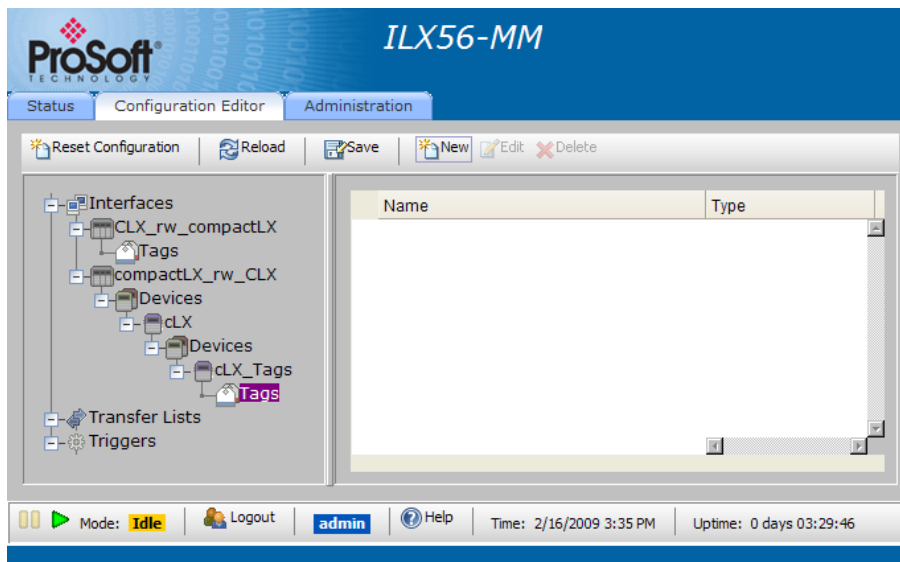 ProSoft®
TECHNOLOGY
ILX56-MM
Status Configuration Editor Administration
Reset Configuration Reload Save New Edit Delete
Interfaces
CLX_rw_compactLX
Tags
compactLX_rw_CLX
Devices
cLX
Devices
cLX_Tags
Tags
Transfer Lists
Triggers
Name Type
Mode: Idle Logout admin Help Time: 2/16/2009 3:35 PM Uptime: 0 days 03:29:46